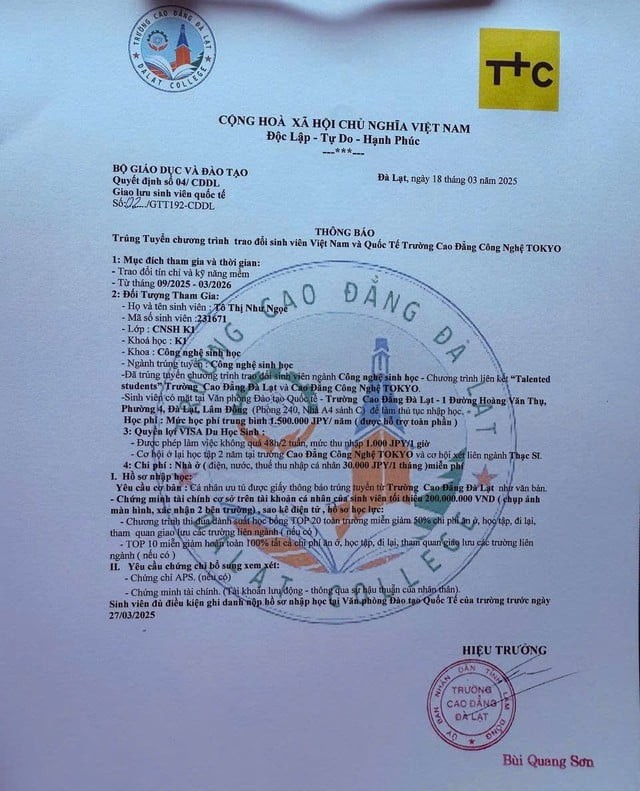 TRƯỜNG CAO ĐẲNG ĐÀ LẠT
DALAT COLLEGE
TTC
CỘNG HOÀ XÃ HỘI CHỦ NGHĨA VIỆT NAM
Độc Lập - Tự Do - Hạnh Phúc
---***---
BỘ GIÁO DỤC VÀ ĐÀO TẠO
Quyết định số 04/ CDDL
Giao lưu sinh viên quốc tế
Số:02./GTT192-CDDL
Đà Lạt, ngày 18 tháng 03 năm 2025
THÔNG BÁO
Trúng Tuyển chương trình trao đổi sinh viên Việt Nam và Quốc Tế Trường Cao Đẳng Công Nghệ TOKYO
1: Mục đích tham gia và thời gian:
- Trao đổi tín chỉ và kỹ năng mềm
- Từ tháng 09/2025 - 03/2026
2: Đối Tượng Tham Gia:
- Họ và tên sinh viên : Tô Thị Như Ngọc
- Mã số sinh viên :231671
- Lớp : CNSH K1
- Khoá học : K1
- Khoa : Công nghệ sinh học
- Ngành trúng tuyển : Công nghệ sinh học
-Đã trúng tuyển chương trình trao đổi sinh viên ngành Công nghệ sinh học - Chương trình liên kết “Talented
students” Trường Cao Đẳng Đà Lạt và Cao Đẳng Công Nghệ TOKYO.
-Sinh viên có mặt tại Văn phòng Đào tạo Quốc tế - Trường Cao Đẳng Đà Lạt - 1 Đường Hoàng Văn Thụ,
Phường 4, Đà Lạt, Lâm Đồng (Phòng 240, Nhà A4 sảnh C) để làm thủ tục nhập học.
Học phí : Mức học phí trung bình 1.500.000 JPY/ năm ( được hỗ trợ toàn phần )
3: Quyền lợi VISA Du Học Sinh :
- Được phép làm việc không quá 48h/2 tuần, mức thu nhập 1.000 JPY/1 giờ
- Cơ hội ở lại học tập 2 năm tại trường Cao Đẳng Công Nghệ TOKYO và cơ hội xét liên ngành Thạc Sĩ.
4: Chi phí : Nhà ở ( điện, nước, thuế thu nhập cá nhân 30.000 JPY/1 tháng )miễn phí
I. Hồ sơ nhập học
Yêu cầu cơ bản : Cá nhân ưu tú được giấy thông báo trúng tuyển từ Trường Cao Đẳng Đà Lạt như văn bản.
- Chứng minh tài chính cơ sở trên tài khoản cá nhân của sinh viên tối thiểu 200.000.000 VND ( chụp ảnh
màn hình, xác nhận 2 bên trường) , sao kê điện tử , hồ sơ học lực:
- Chương trình thi đua dành suất học bổng TOP 20 toàn trường miễn giảm 50% chi phí ăn ở, học tập, đi lại,
tham quan giao lưu các trường liên ngành ( nếu có )
- TOP 10 miễn giảm hoàn toàn 100% tất cả chi phí ăn ở, học tập, đi lại, tham quan giao lưu các trường liên
ngành ( nếu có )
II. Yêu cầu chứng chỉ bổ sung xem xét:
- Chứng chỉ APS. (nếu có)
- Chứng minh tài chính. (Tài khoản lưu động - thông qua sự hậu thuẫn của nhân thân).
Sinh viên đủ điều kiện ghi danh nộp hồ sơ nhập học tại Văn phòng Đào tạo Quốc Tế của trường trước ngày
27/03/2025
TRƯỜNG CAO ĐẲNG ĐÀ LẠT
DALAT COLLEGE
HIỆU TRƯỞNG
ỦY BAN NHÂN DÂN TỈNH LÂM ĐỒNG
TRƯỜNG
CAO ĐẲNG
ĐÀ LẠT
Bùi Quang Sơn